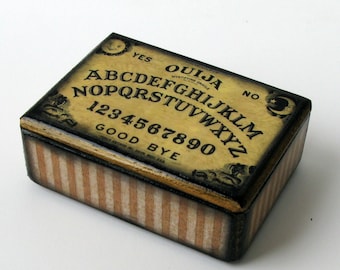 YES OUIJA NO
ABCDEFGHIJKLM
NOPQRSTUVWXYZ
1234567890
GOOD BYE